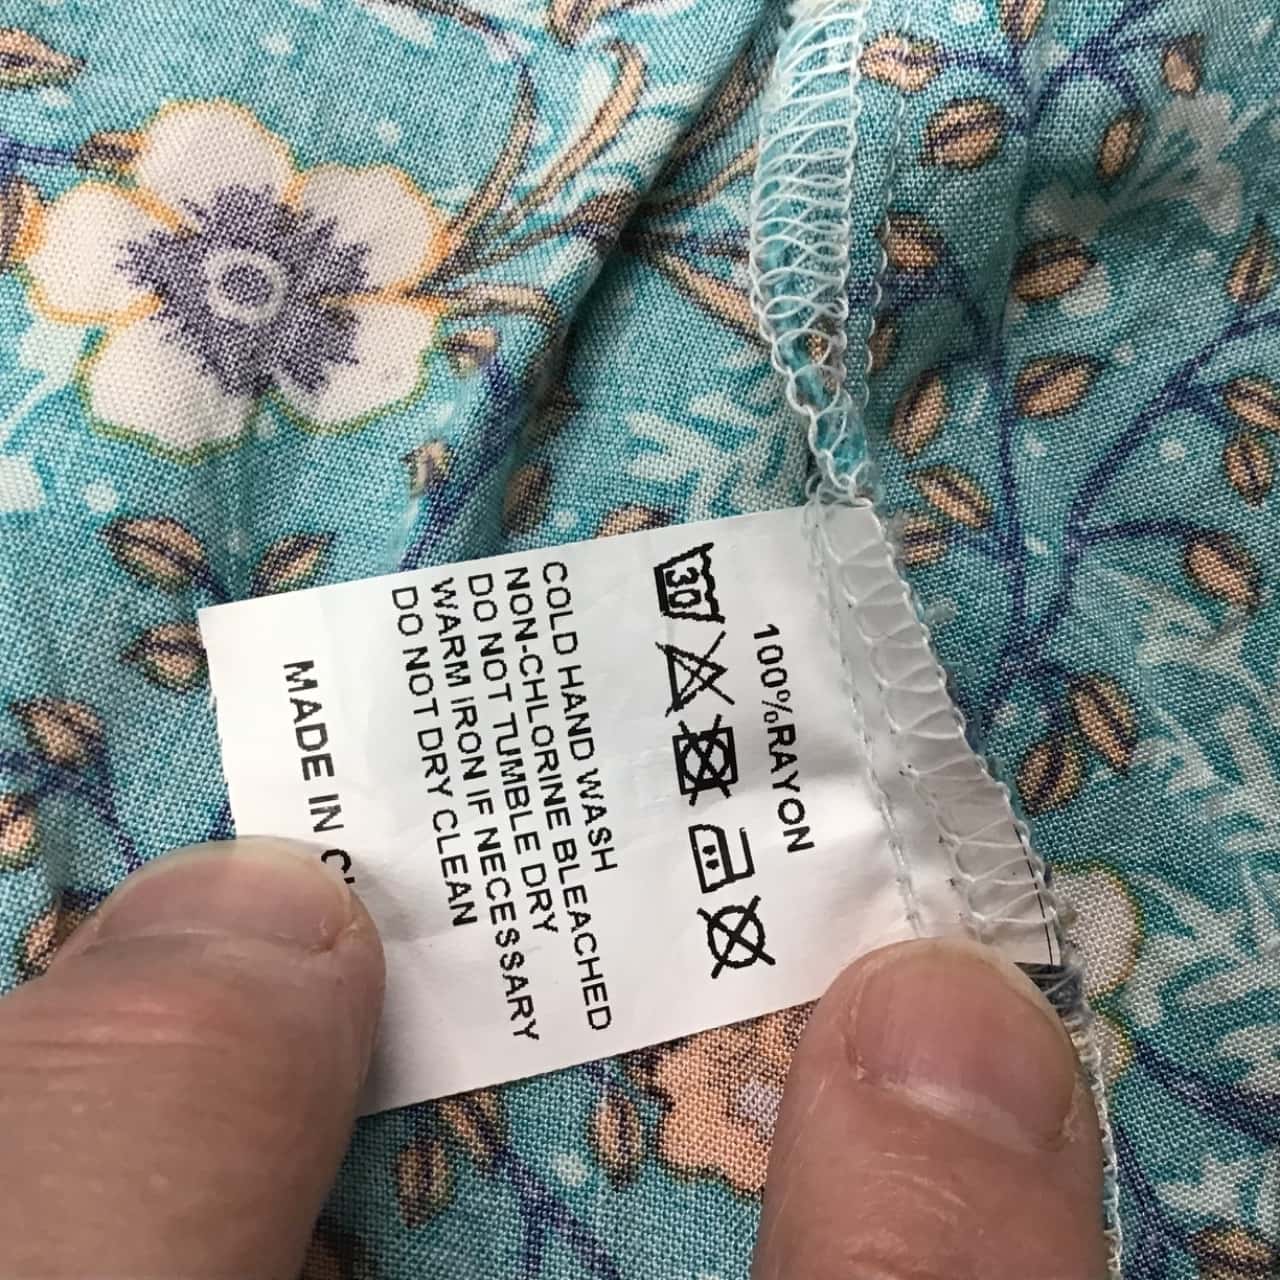 100%RAYON
30
COLD HAND WASH
NON-CHLORINE BLEACHED
DO NOT TUMBLE DRY
WARM IRON IF NECESSARY
DO NOT DRY CLEAN
MADE IN